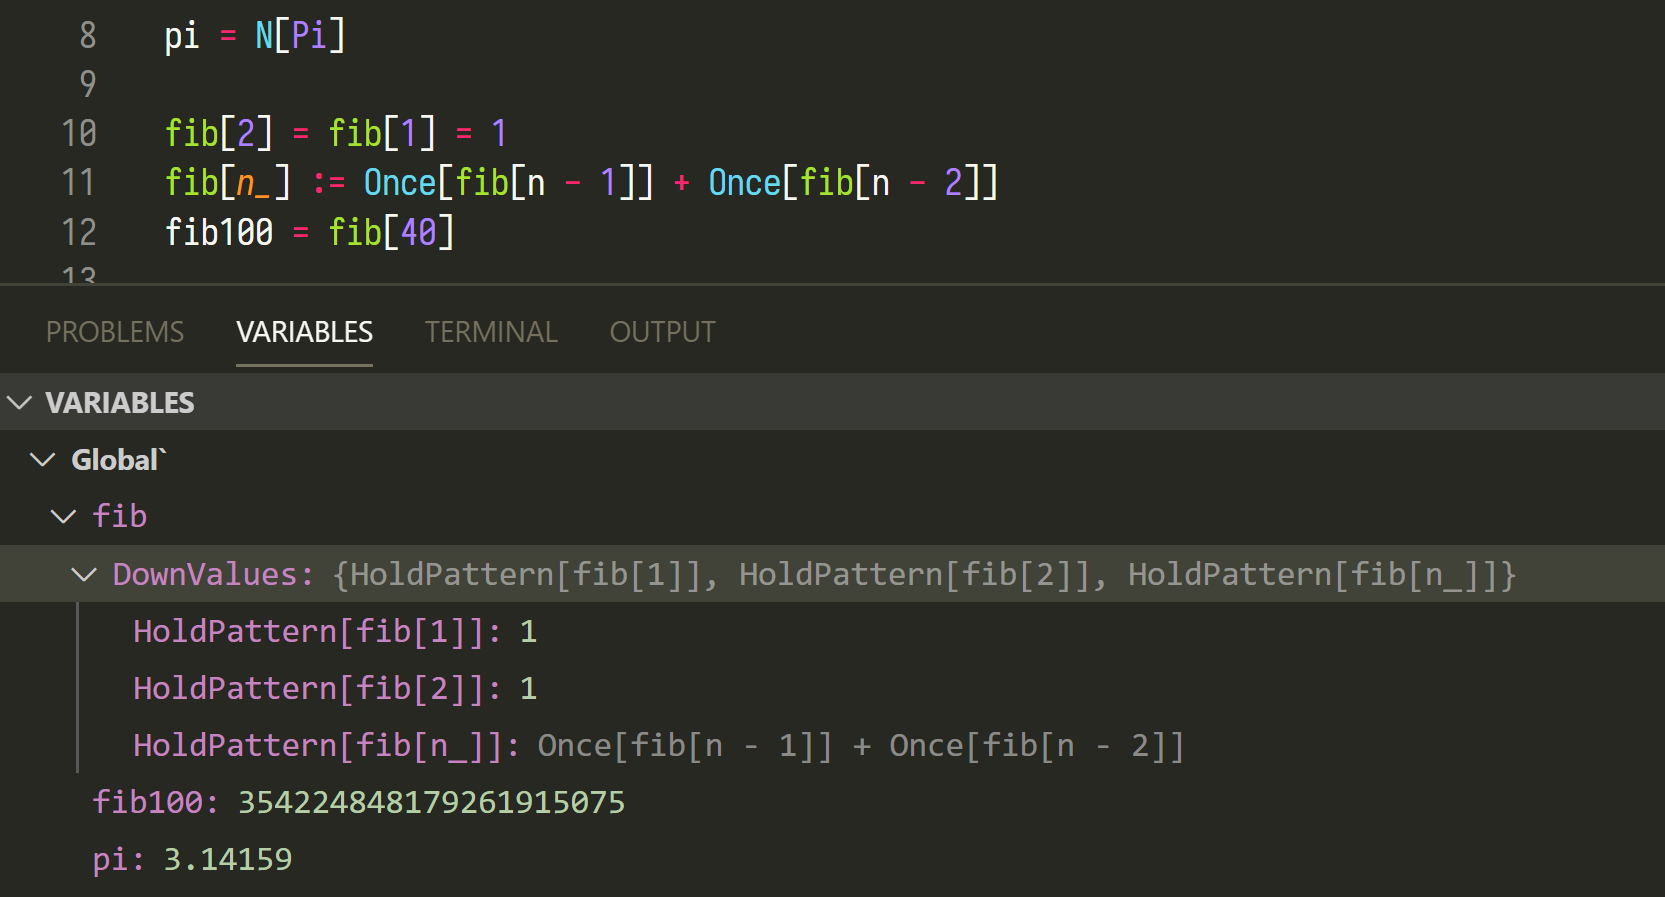 8 pi = N[Pi]
9
10 fib[2] = fib[1] = 1
11 fib[n_] := Once[fib[n - 1]] + Once[fib[n - 2]]
12 fib100 = fib[40]
13
PROBLEMS VARIABLES TERMINAL OUTPUT
VARIABLES
Global`
fib
DownValues: {HoldPattern[fib[1]], HoldPattern[fib[2]], HoldPattern[fib[n_]]}
HoldPattern[fib[1]]: 1
HoldPattern[fib[2]]: 1
HoldPattern[fib[n_]]: Once[fib[n - 1]] + Once[fib[n - 2]]
fib100: 354224848179261915075
pi: 3.14159